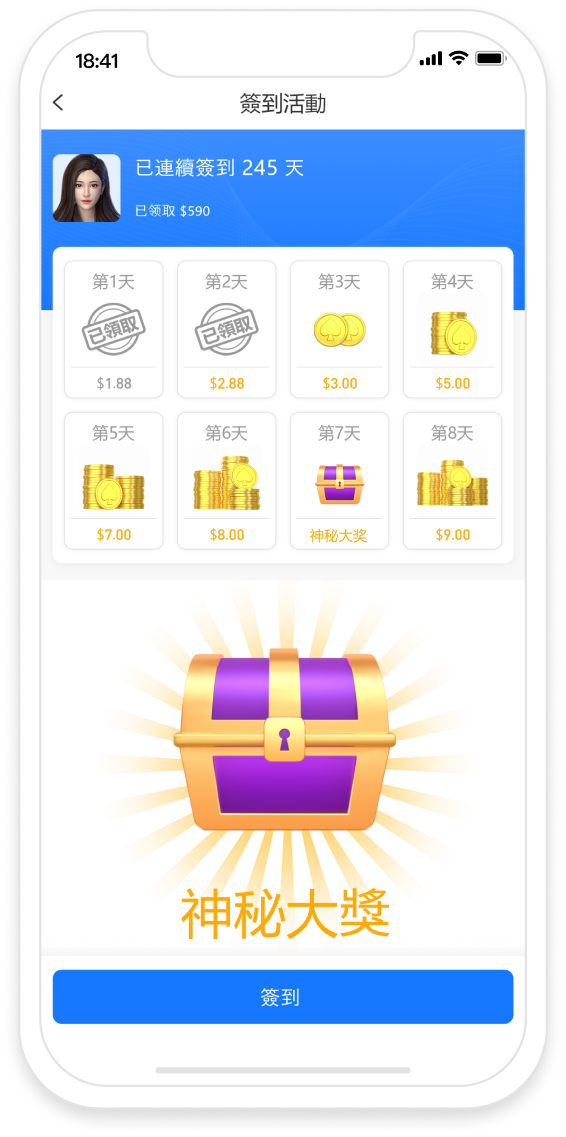 18:41
簽到活動
已連續簽到 245 天
已领取 $590
第1天
第2天
第3天
第4天
已領取
已領取
$1.88
$2.88
$3.00
$5.00
第5天
第6天
第7天
第8天
$7.00
$8.00
神秘大奖
$9.00
神秘大獎
簽到